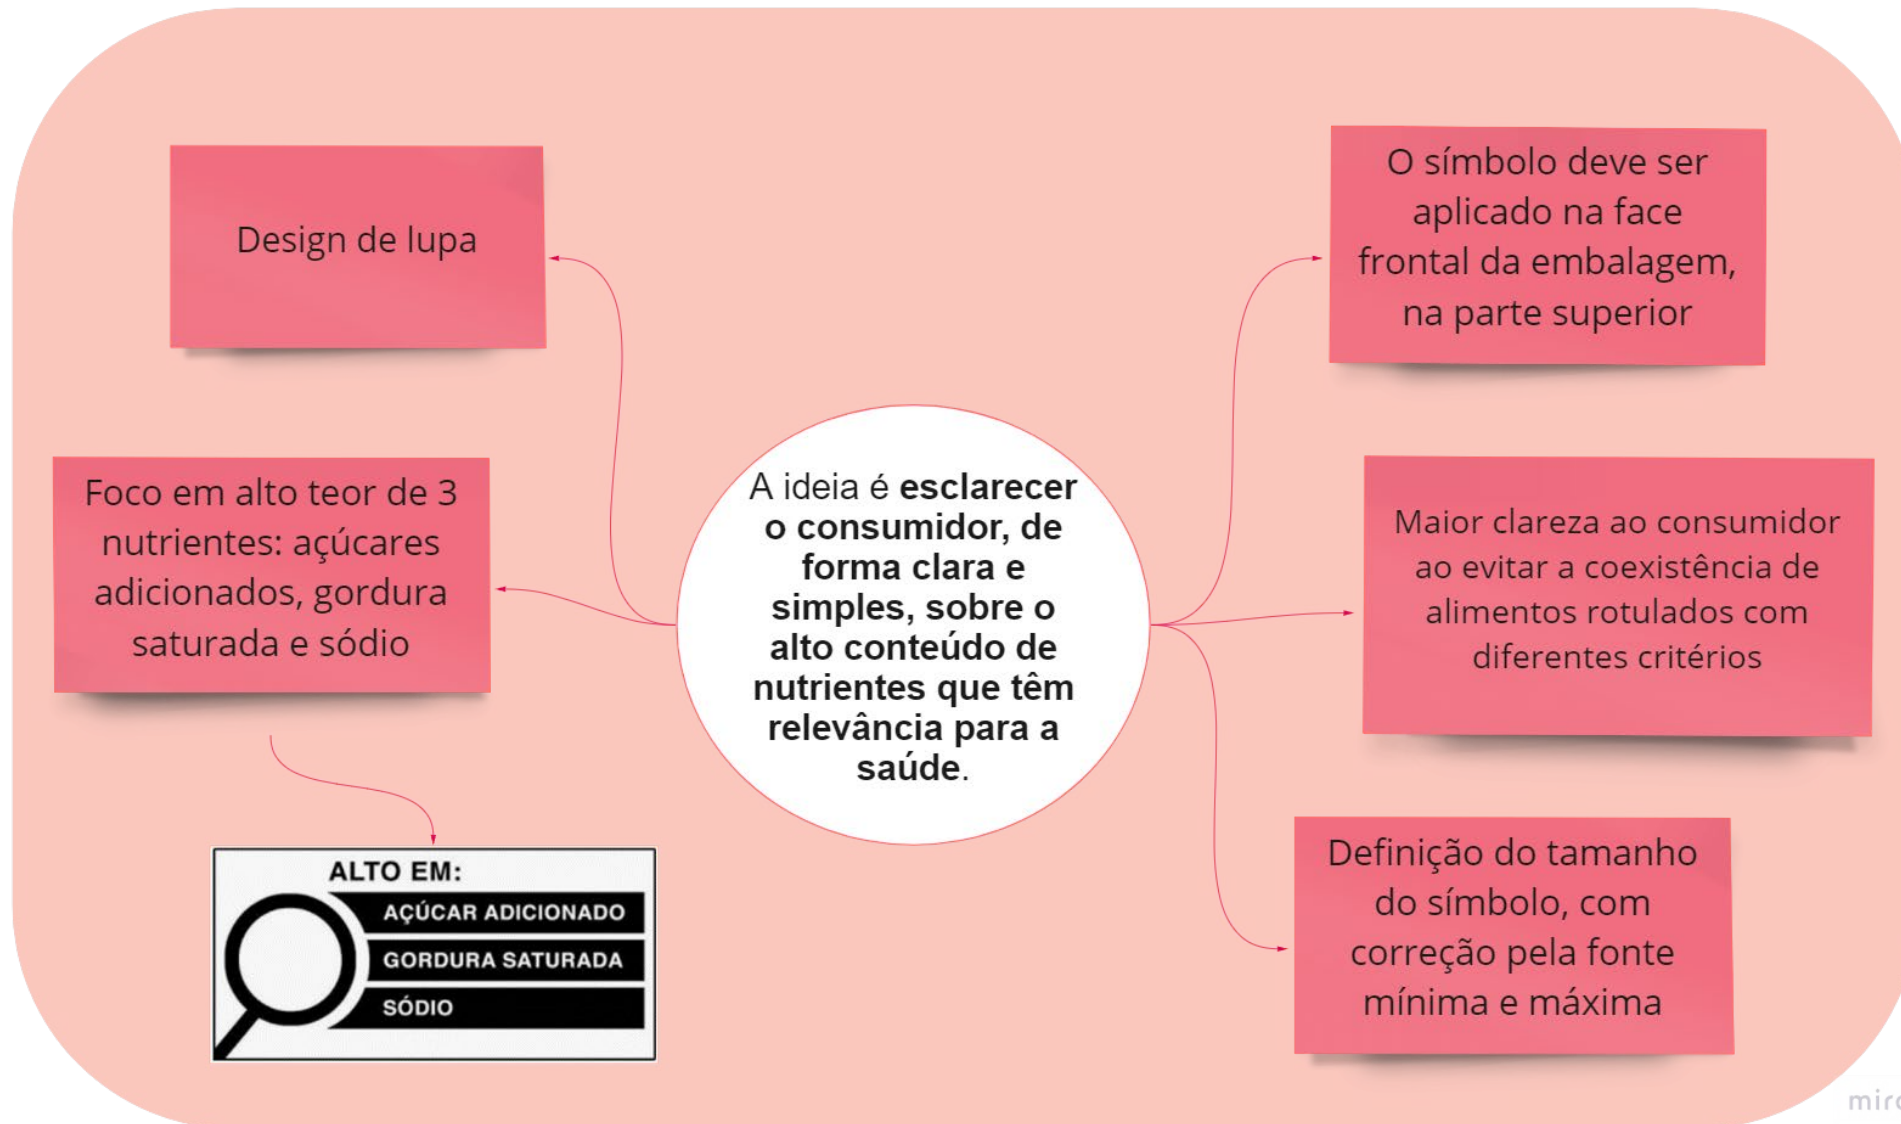 Design de lupa
Foco em alto teor de 3
nutrientes: açúcares
adicionados, gordura
saturada e sódio
ALTO EM:
AÇÚCAR ADICIONADO
GORDURA SATURADA
SÓDIO
A ideia é esclarecer
o consumidor, de
forma clara e
simples, sobre o
alto conteúdo de
nutrientes que têm
relevância para a
saúde.
O símbolo deve ser
aplicado na face
frontal da embalagem,
na parte superior
Maior clareza ao consumidor
ao evitar a coexistência de
alimentos rotulados com
diferentes critérios
Definição do tamanho
do símbolo, com
correção pela fonte
mínima e máxima
miro